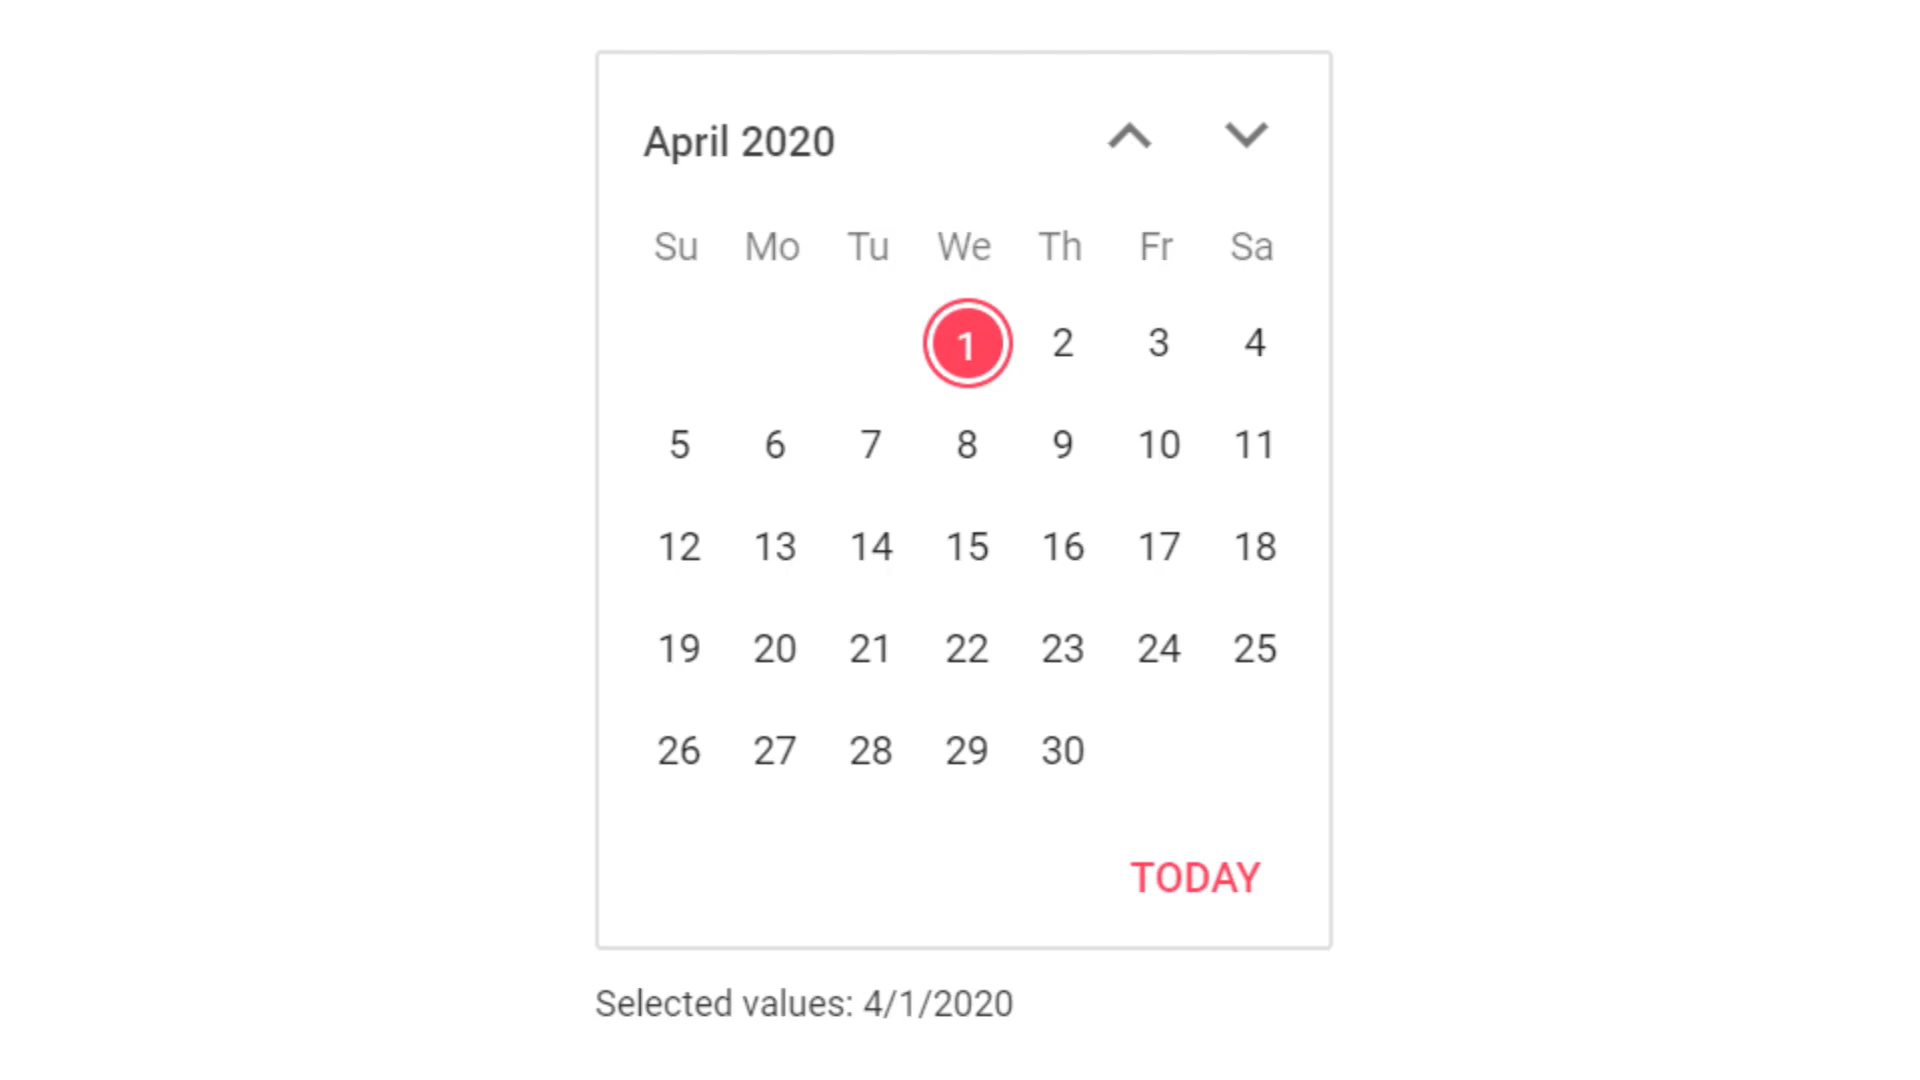 April 2020
Su Mo Tu We Th Fr Sa
1 2 3 4
5 6 7 8 9 10 11
12 13 14 15 16 17 18
19 20 21 22 23 24 25
26 27 28 29 30
TODAY
Selected values: 4/1/2020